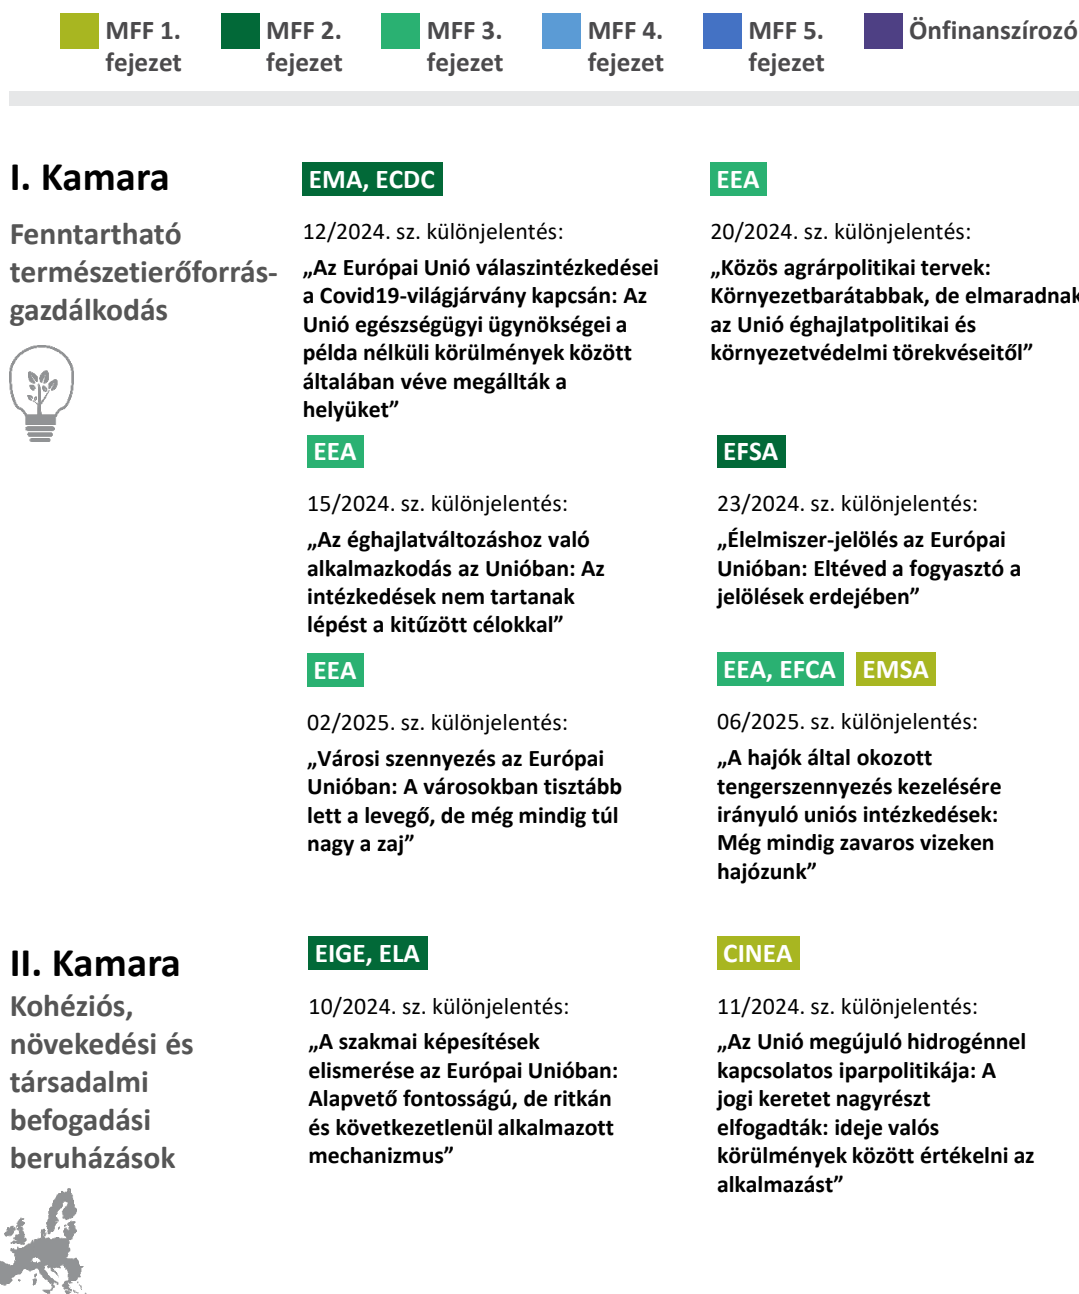 MFF 1. fejezet
MFF 2. fejezet
MFF 3. fejezet
MFF 4. fejezet
MFF 5. fejezet
Önfinanszírozó
I. Kamara
Fenntartható
természetierőforrás-
gazdálkodás
EMA, ECDC
12/2024. sz. különjelentés:
„Az Európai Unió válaszintézkedései
a Covid19-világjárvány kapcsán: Az
Unió egészségügyi ügynökségei a
példa nélküli körülmények között
általában véve megállták a
helyüket”
EEA
20/2024. sz. különjelentés:
„Közös agrárpolitikai tervek:
Környezetbarátabbak, de elmaradnak
az Unió éghajlatpolitikai és
környezetvédelmi törekvéseitől”
EEA
15/2024. sz. különjelentés:
„Az éghajlatváltozáshoz való
alkalmazkodás az Unióban: Az
intézkedések nem tartanak
lépést a kitűzött célokkal”
EFSA
23/2024. sz. különjelentés:
„Élelmiszer-jelölés az Európai
Unióban: Eltéved a fogyasztó a
jelölések erdejében”
EEA
02/2025. sz. különjelentés:
„Városi szennyezés az Európai
Unióban: A városokban tisztább
lett a levegő, de még mindig túl
nagy a zaj”
EEA, EFCA EMSA
06/2025. sz. különjelentés:
„A hajók által okozott
tengerszennyezés kezelésére
irányuló uniós intézkedések:
Még mindig zavaros vizeken
hajózunk”
II. Kamara
Kohéziós,
növekedési és
társadalmi
befogadási
beruházások
EIGE, ELA
10/2024. sz. különjelentés:
„A szakmai képesítések
elismerése az Európai Unióban:
Alapvető fontosságú, de ritkán
és következetlenül alkalmazott
mechanizmus”
CINEA
11/2024. sz. különjelentés:
„Az Unió megújuló hidrogénnel
kapcsolatos iparpolitikája: A
jogi keretet nagyrészt
elfogadták: ideje valós
körülmények között értékelni az
alkalmazást”